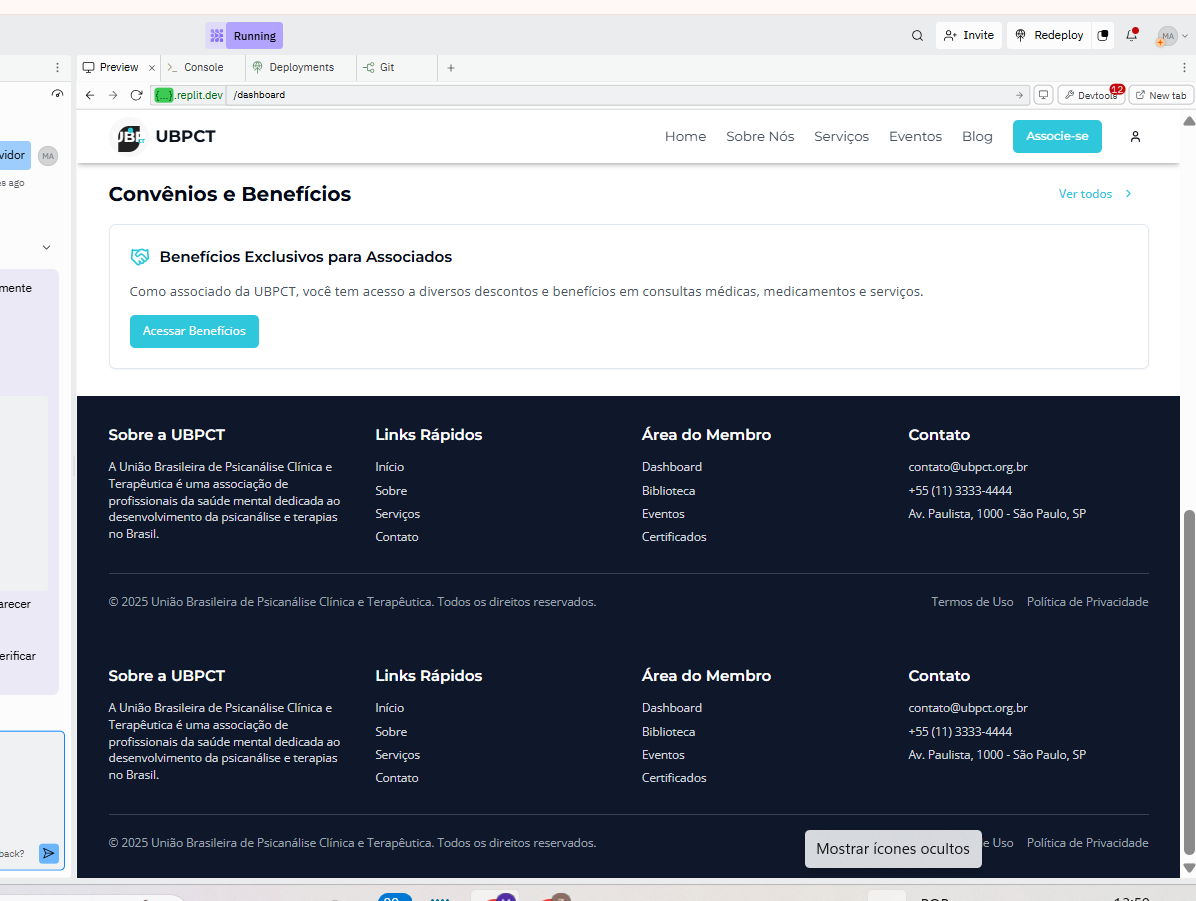 Running
Invite
Redeploy
MA
Preview
Console
Deployments
Git
{...}.replit.dev
/dashboard
Devtools
12
New tab
vidor
MA
es ago
mente
arecer
erificar
back?
UBPCT
Home
Sobre Nós
Serviços
Eventos
Blog
Associe-se
Convênios e Benefícios
Ver todos
Benefícios Exclusivos para Associados
Como associado da UBPCT, você tem acesso a diversos descontos e benefícios em consultas médicas, medicamentos e serviços.
Acessar Benefícios
Sobre a UBPCT
A União Brasileira de Psicanálise Clínica e
Terapêutica é uma associação de
profissionais da saúde mental dedicada ao
desenvolvimento da psicanálise e terapias
no Brasil.
Links Rápidos
Início
Sobre
Serviços
Contato
Área do Membro
Dashboard
Biblioteca
Eventos
Certificados
Contato
contato@ubpct.org.br
+55 (11) 3333-4444
Av. Paulista, 1000 - São Paulo, SP
© 2025 União Brasileira de Psicanálise Clínica e Terapêutica. Todos os direitos reservados.
Termos de Uso
Política de Privacidade
Sobre a UBPCT
A União Brasileira de Psicanálise Clínica e
Terapêutica é uma associação de
profissionais da saúde mental dedicada ao
desenvolvimento da psicanálise e terapias
no Brasil.
Links Rápidos
Início
Sobre
Serviços
Contato
Área do Membro
Dashboard
Biblioteca
Eventos
Certificados
Contato
contato@ubpct.org.br
+55 (11) 3333-4444
Av. Paulista, 1000 - São Paulo, SP
© 2025 União Brasileira de Psicanálise Clínica e Terapêutica. Todos os direitos reservados.
Mostrar ícones ocultos
e Uso
Política de Privacidade